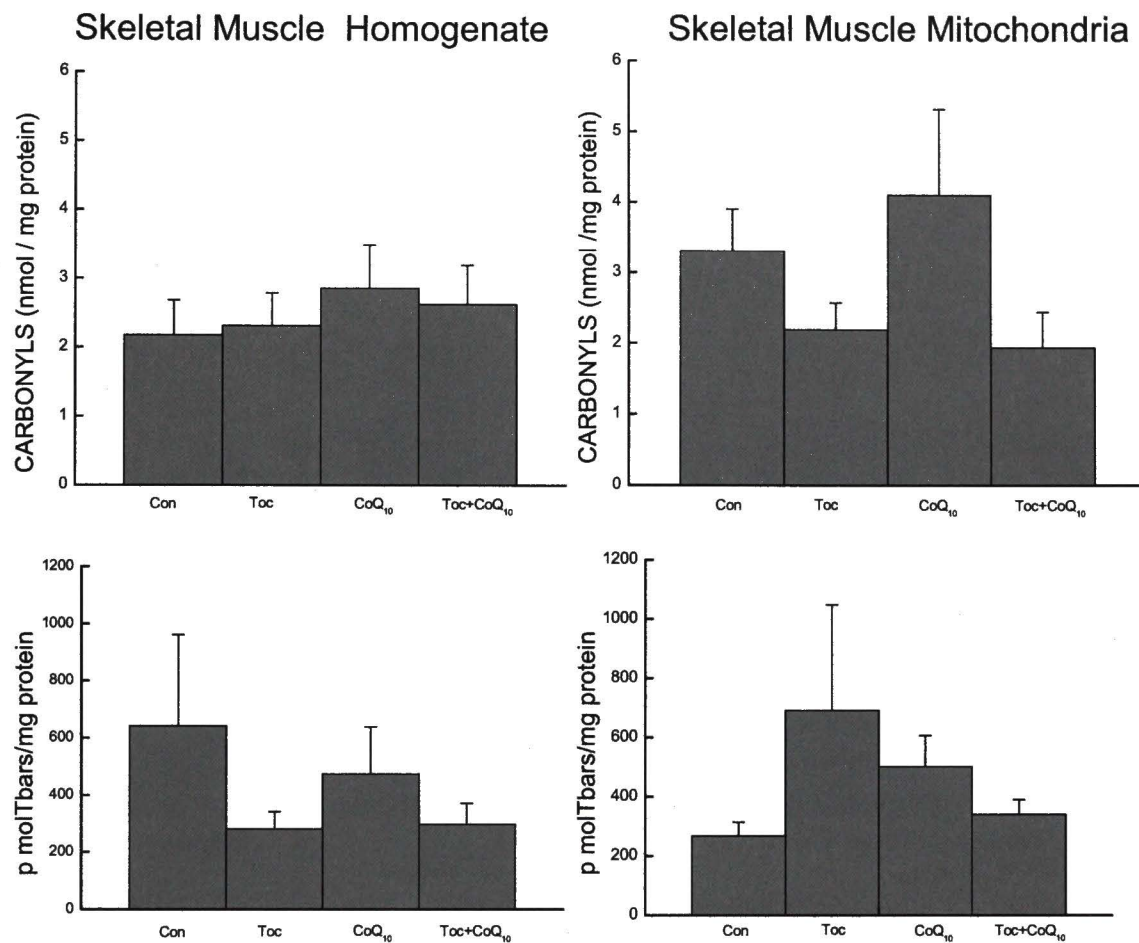 Skeletal Muscle Homogenate
CARBONYLS (nmol / mg protein)
6
5
4
3
2
1
0
Con Toc CoQ₁₀ Toc+CoQ₁₀
Skeletal Muscle Mitochondria
CARBONYLS (nmol /mg protein)
6
5
4
3
2
1
0
Con Toc CoQ₁₀ Toc+CoQ₁₀
p molTbars/mg protein
1200
1000
800
600
400
200
0
Con Toc CoQ₁₀ Toc+CoQ₁₀
p molTbars/mg protein
1200
1000
800
600
400
200
0
Con Toc CoQ₁₀ Toc+CoQ₁₀